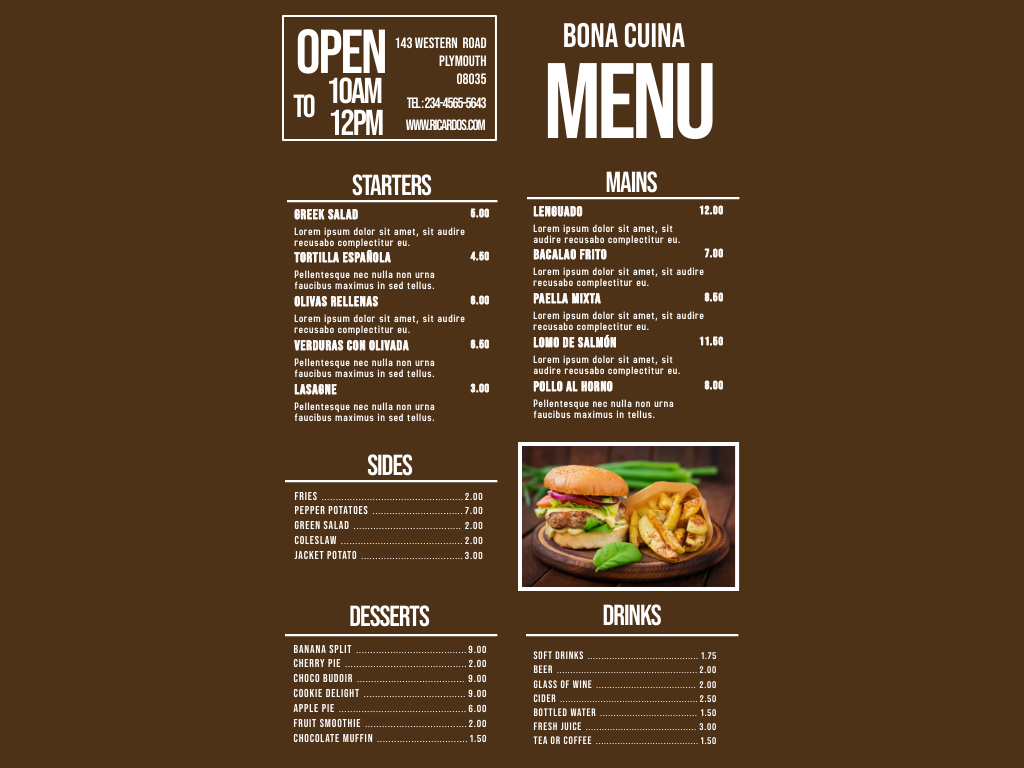 OPEN
TO
10AM
12PM
143 WESTERN ROAD
PLYMOUTH
08035
TEL : 234-4565-5643
WWW.RICARDOS.COM
BONA CUINA
MENU
STARTERS
GREEK SALAD 5.00
Lorem ipsum dolor sit amet, sit audire
recusabo complectitur eu.
TORTILLA ESPAÑOLA 4.50
Pellentesque nec nulla non urna
faucibus maximus in sed tellus.
OLIVAS RELLENAS 6.00
Lorem ipsum dolor sit amet, sit audire
recusabo complectitur eu.
VERDURAS CON OLIVADA 6.50
Pellentesque nec nulla non urna
faucibus maximus in sed tellus.
LASAGNE 3.00
Pellentesque nec nulla non urna
faucibus maximus in sed tellus.
MAINS
LENGUADO 12.00
Lorem ipsum dolor sit amet, sit
audire recusabo complectitur eu.
BACALAO FRITO 7.00
Lorem ipsum dolor sit amet, sit audire
recusabo complectitur eu.
PAELLA MIXTA 8.50
Lorem ipsum dolor sit amet, sit audire
recusabo complectitur eu.
LOMO DE SALMÓN 11.50
Lorem ipsum dolor sit amet, sit
audire recusabo complectitur eu.
POLLO AL HORNO 8.00
Pellentesque nec nulla non urna
faucibus maximus in tellus.
SIDES
FRIES ........ 2.00
PEPPER POTATOES ........ 7.00
GREEN SALAD ........ 2.00
COLESLAW ........ 2.00
JACKET POTATO ........ 3.00
DESSERTS
BANANA SPLIT ........ 9.00
CHERRY PIE ........ 2.00
CHOCO BUDOIR ........ 9.00
COOKIE DELIGHT ........ 9.00
APPLE PIE ........ 6.00
FRUIT SMOOTHIE ........ 2.00
CHOCOLATE MUFFIN ........ 1.50
DRINKS
SOFT DRINKS ........ 1.75
BEER ........ 2.00
GLASS OF WINE ........ 2.00
CIDER ........ 2.50
BOTTLED WATER ........ 1.50
FRESH JUICE ........ 3.00
TEA OR COFFEE ........ 1.50